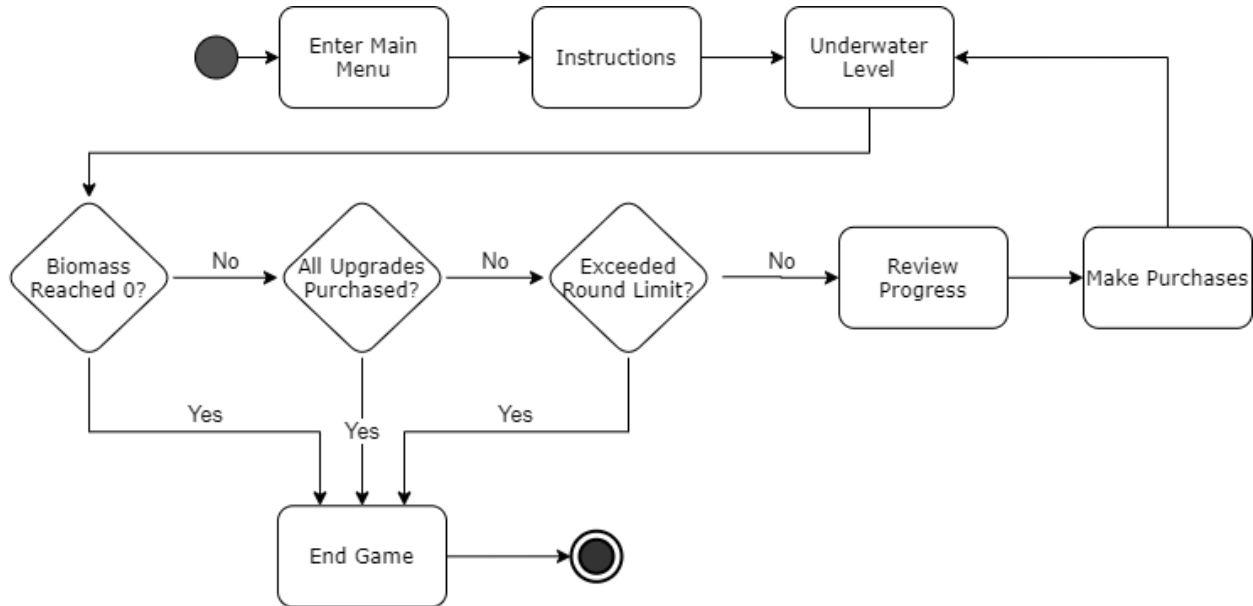 Enter Main
Menu
Instructions
Underwater
Level
Biomass
Reached 0?
No
All Upgrades
Purchased?
No
Exceeded
Round Limit?
No
Review
Progress
Make Purchases
Yes
Yes
Yes
End Game